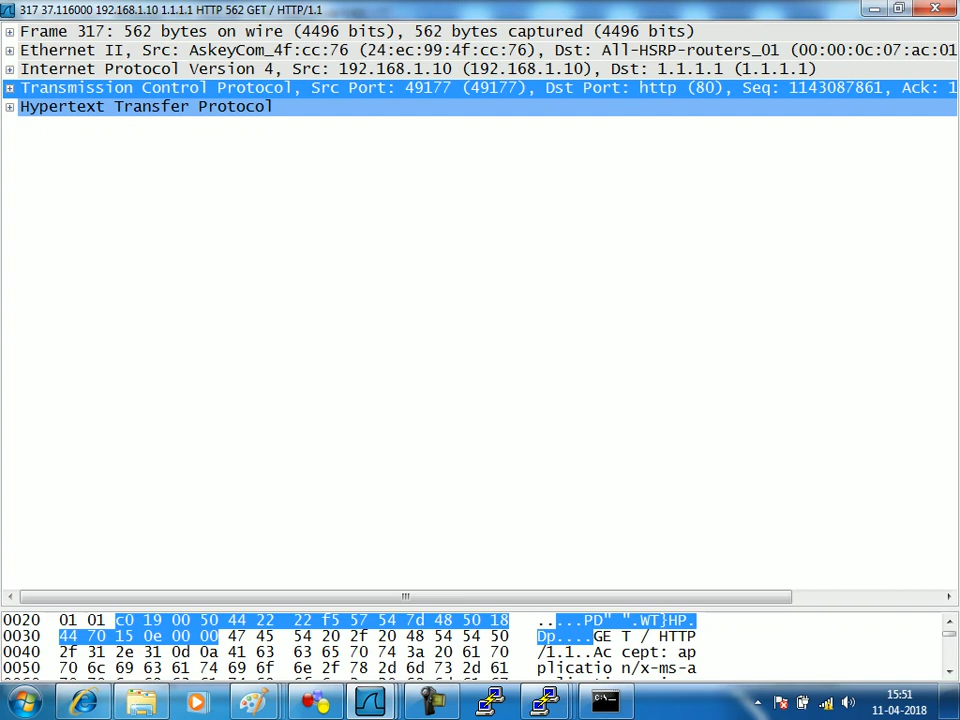 317 37.116000 192.168.1.10 1.1.1.1 HTTP 562 GET / HTTP/1.1
Frame 317: 562 bytes on wire (4496 bits), 562 bytes captured (4496 bits)
Ethernet II, Src: AskeyCom_4f:cc:76 (24:ec:99:4f:cc:76), Dst: All-HSRP-routers_01 (00:00:0c:07:ac:01
Internet Protocol Version 4, Src: 192.168.1.10 (192.168.1.10), Dst: 1.1.1.1 (1.1.1.1)
Transmission Control Protocol, Src Port: 49177 (49177), Dst Port: http (80), Seq: 1143087861, Ack: 1
Hypertext Transfer Protocol
0020 01 01 c0 19 00 50 44 22 22 f5 57 54 7d 48 50 18 .....PD" ".WT}HP.
0030 44 70 15 0e 00 00 47 45 54 20 2f 20 48 54 54 50 Dp....GE T / HTTP
0040 2f 31 2e 31 0d 0a 41 63 63 65 70 74 3a 20 61 70 /1.1..Ac cept: ap
0050 70 6c 69 63 61 74 69 6f 6e 2f 78 2d 6d 73 2d 61 plicatio n/x-ms-a
15:51
11-04-2018